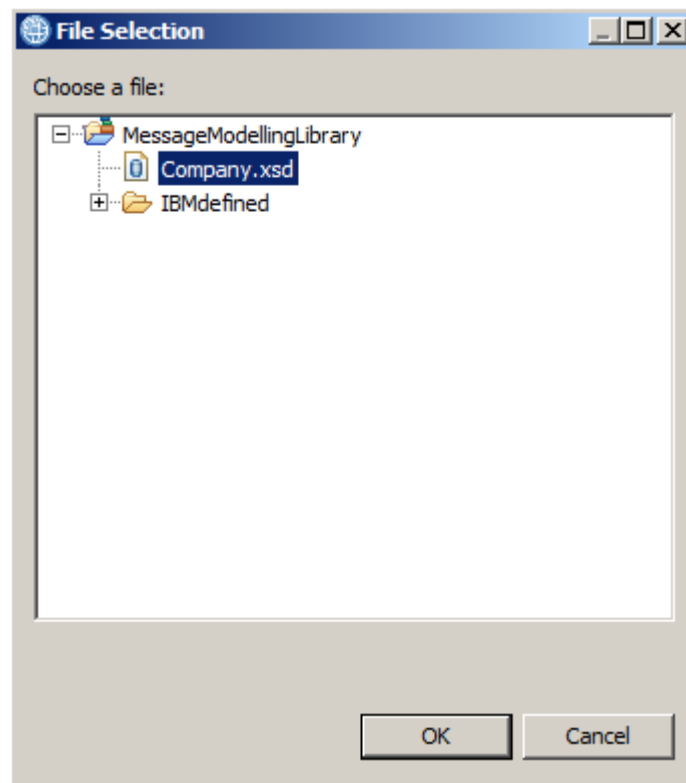 File Selection
Choose a file:
MessageModellingLibrary
Company.xsd
IBMdefined
OK Cancel